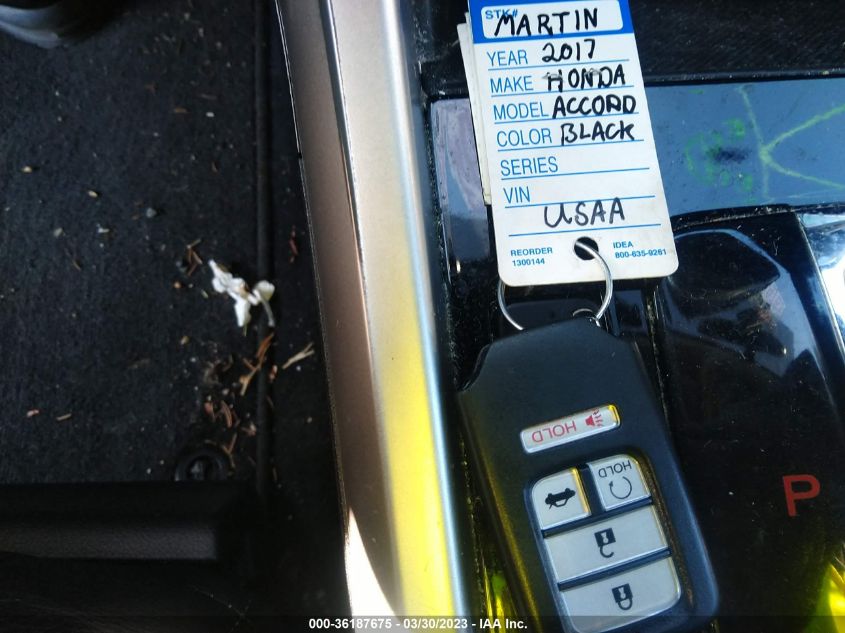 STK# MARTIN
YEAR 2017
MAKE HONDA
MODEL ACCORD
COLOR BLACK
SERIES
VIN
USAA
REORDER
1300144
IDEA
800-635-9261
HOLD
HOLD
P
000-36187675 - 03/30/2023 - IAA Inc.